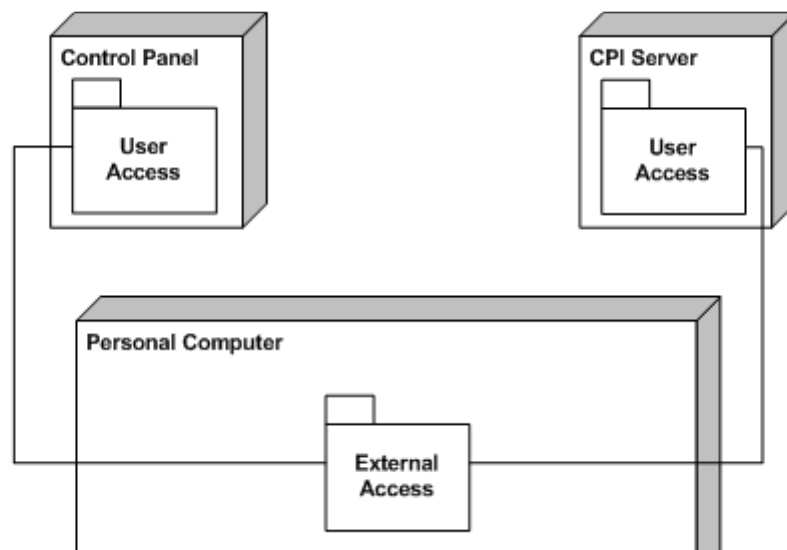 Control Panel
User
Access
CPI Server
User
Access
Personal Computer
External
Access